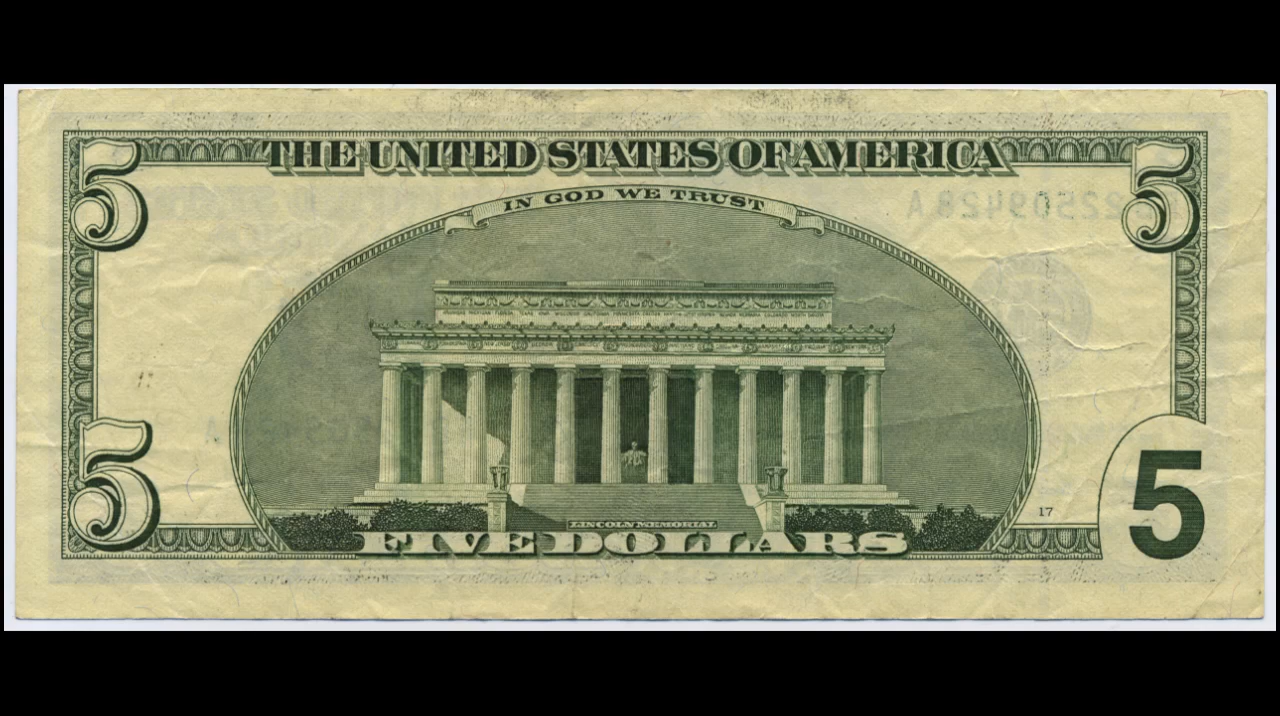 5 THE UNITED STATES OF AMERICA 5
IN GOD WE TRUST
17
LINCOLN MEMORIAL
5 FIVE DOLLARS 5